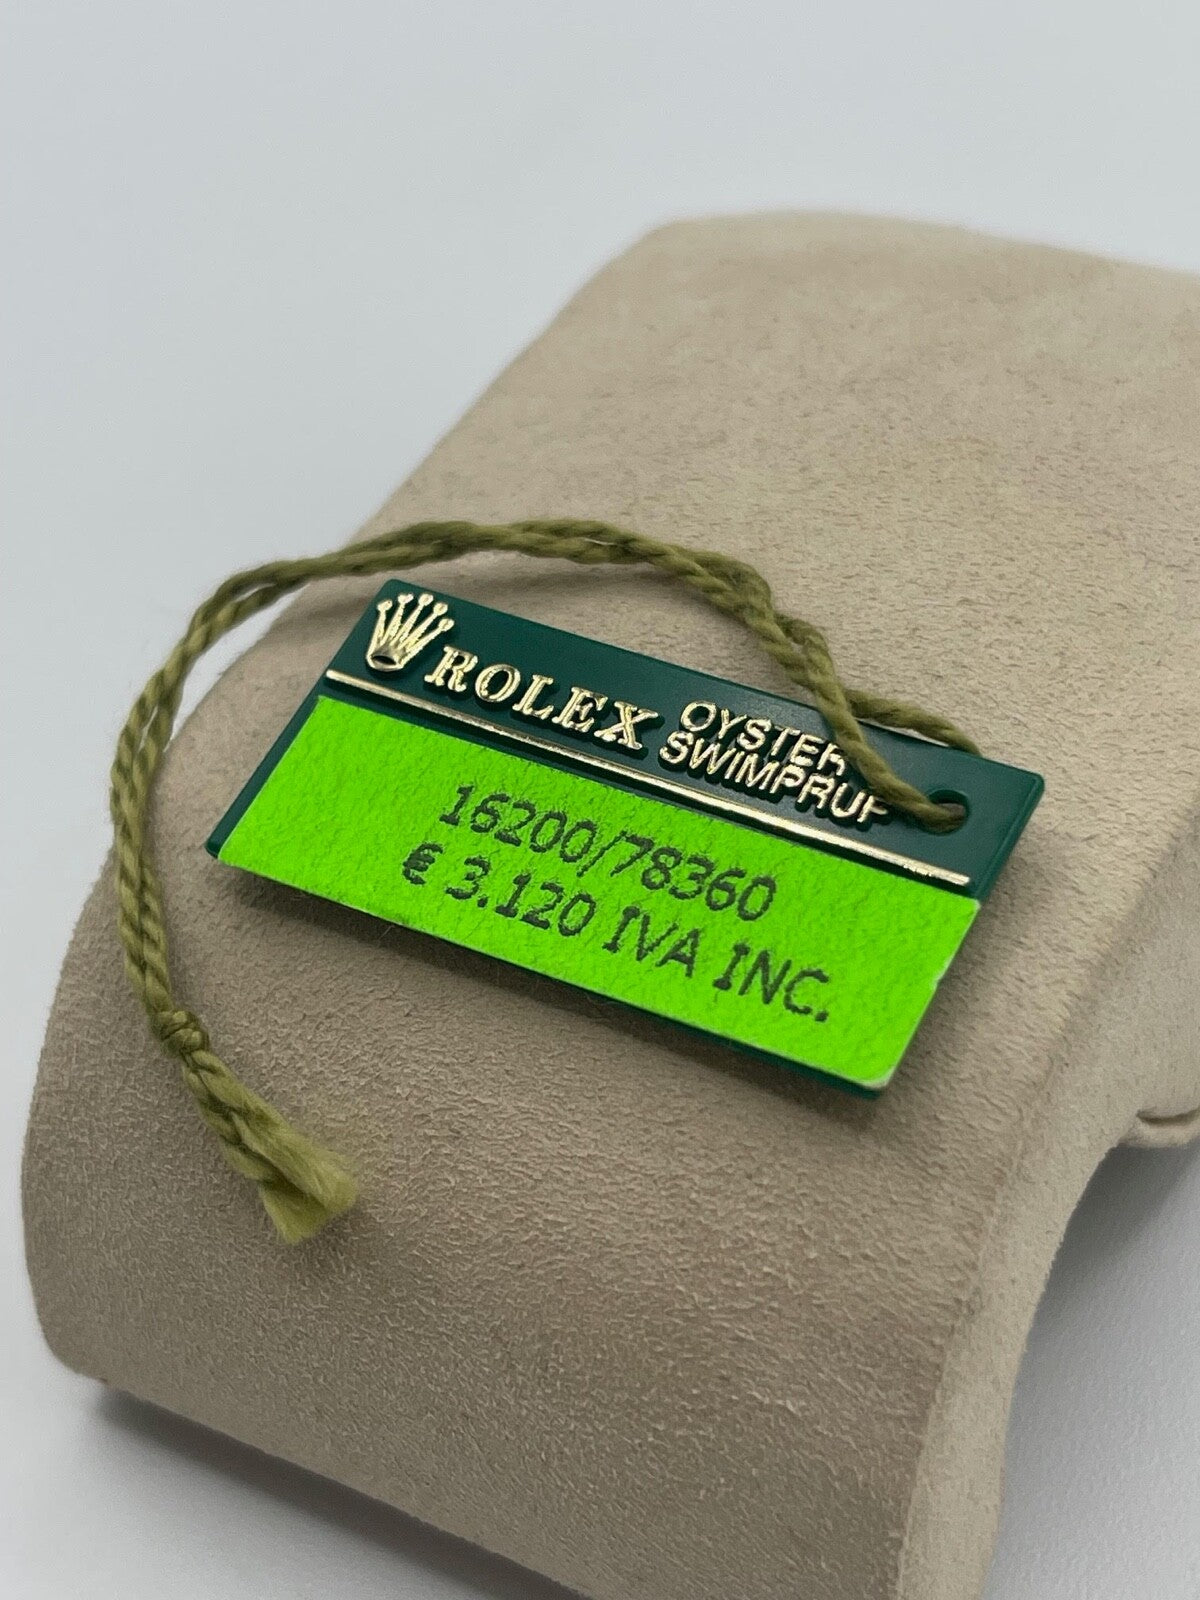 ROLEX OYSTER
SWIMPRUF
16200/78360
€ 3.120 IVA INC.